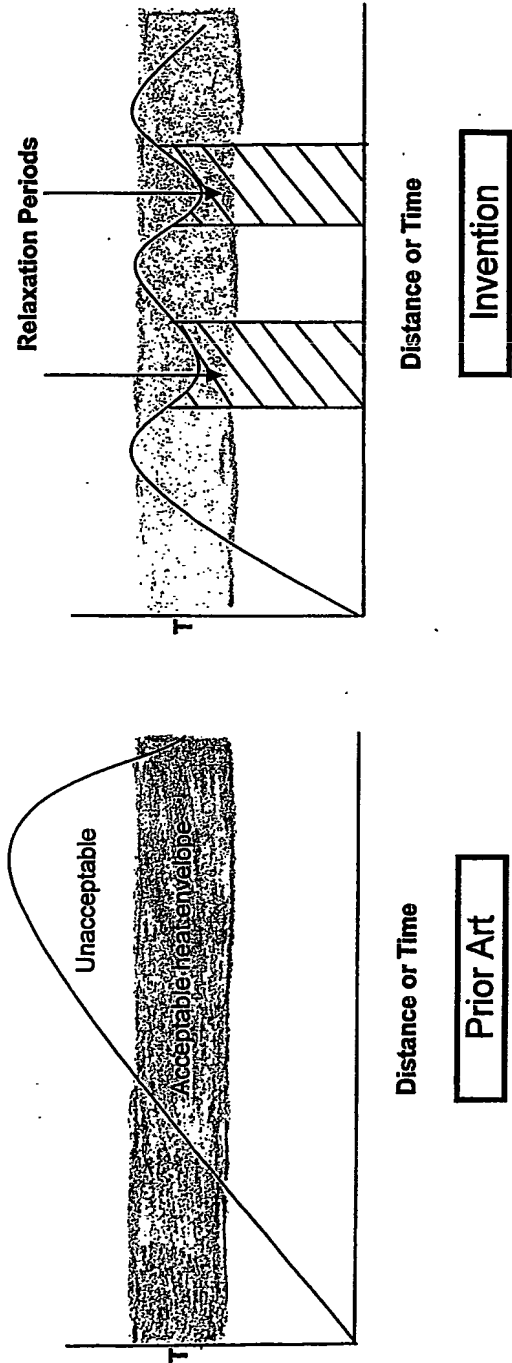 T
Unacceptable
Acceptable heat envelope
Distance or Time
Prior Art
Relaxation Periods
T
Distance or Time
Invention